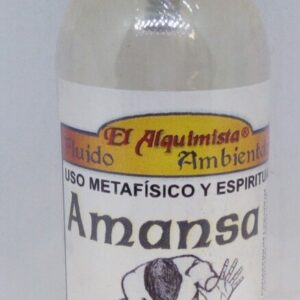 El Alquimista®
Fluido Ambiental
USO METAFÍSICO Y ESPIRITUAL
Amansa